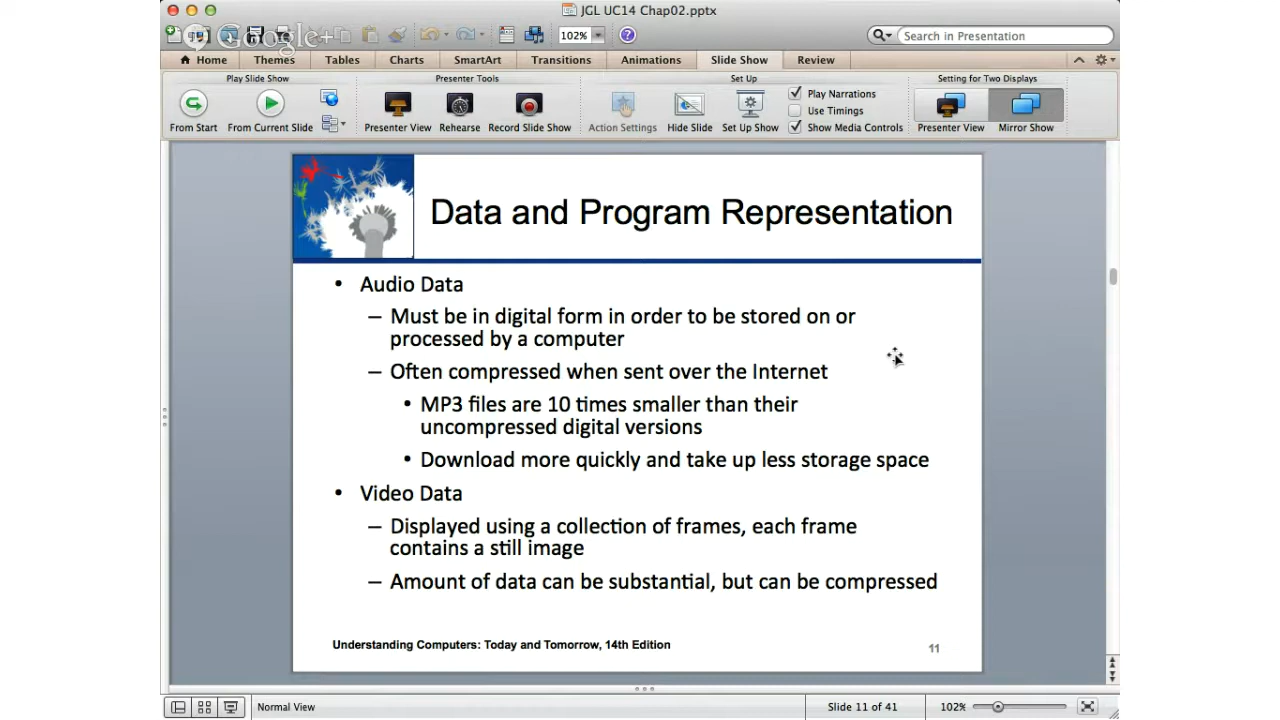 JGL UC14 Chap02.pptx
Google+
102%
Search in Presentation
Home Themes Tables Charts SmartArt Transitions Animations Slide Show Review
Play Slide Show Presenter Tools Set Up Setting for Two Displays
Play Narrations
Use Timings
From Start From Current Slide Presenter View Rehearse Record Slide Show Action Settings Hide Slide Set Up Show Show Media Controls Presenter View Mirror Show
Data and Program Representation
• Audio Data
– Must be in digital form in order to be stored on or
processed by a computer
– Often compressed when sent over the Internet
• MP3 files are 10 times smaller than their
uncompressed digital versions
• Download more quickly and take up less storage space
• Video Data
– Displayed using a collection of frames, each frame
contains a still image
– Amount of data can be substantial, but can be compressed
Understanding Computers: Today and Tomorrow, 14th Edition
11
Normal View Slide 11 of 41 102%